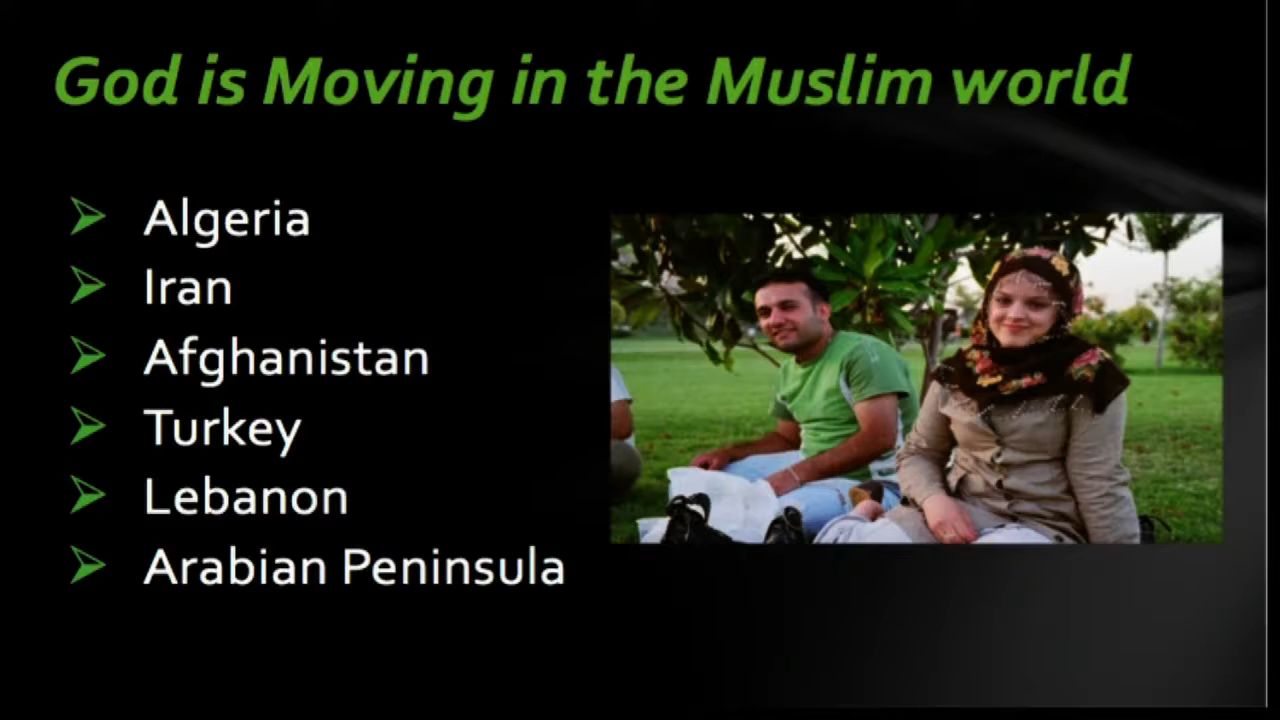 God is Moving in the Muslim world
Algeria
Iran
Afghanistan
Turkey
Lebanon
Arabian Peninsula